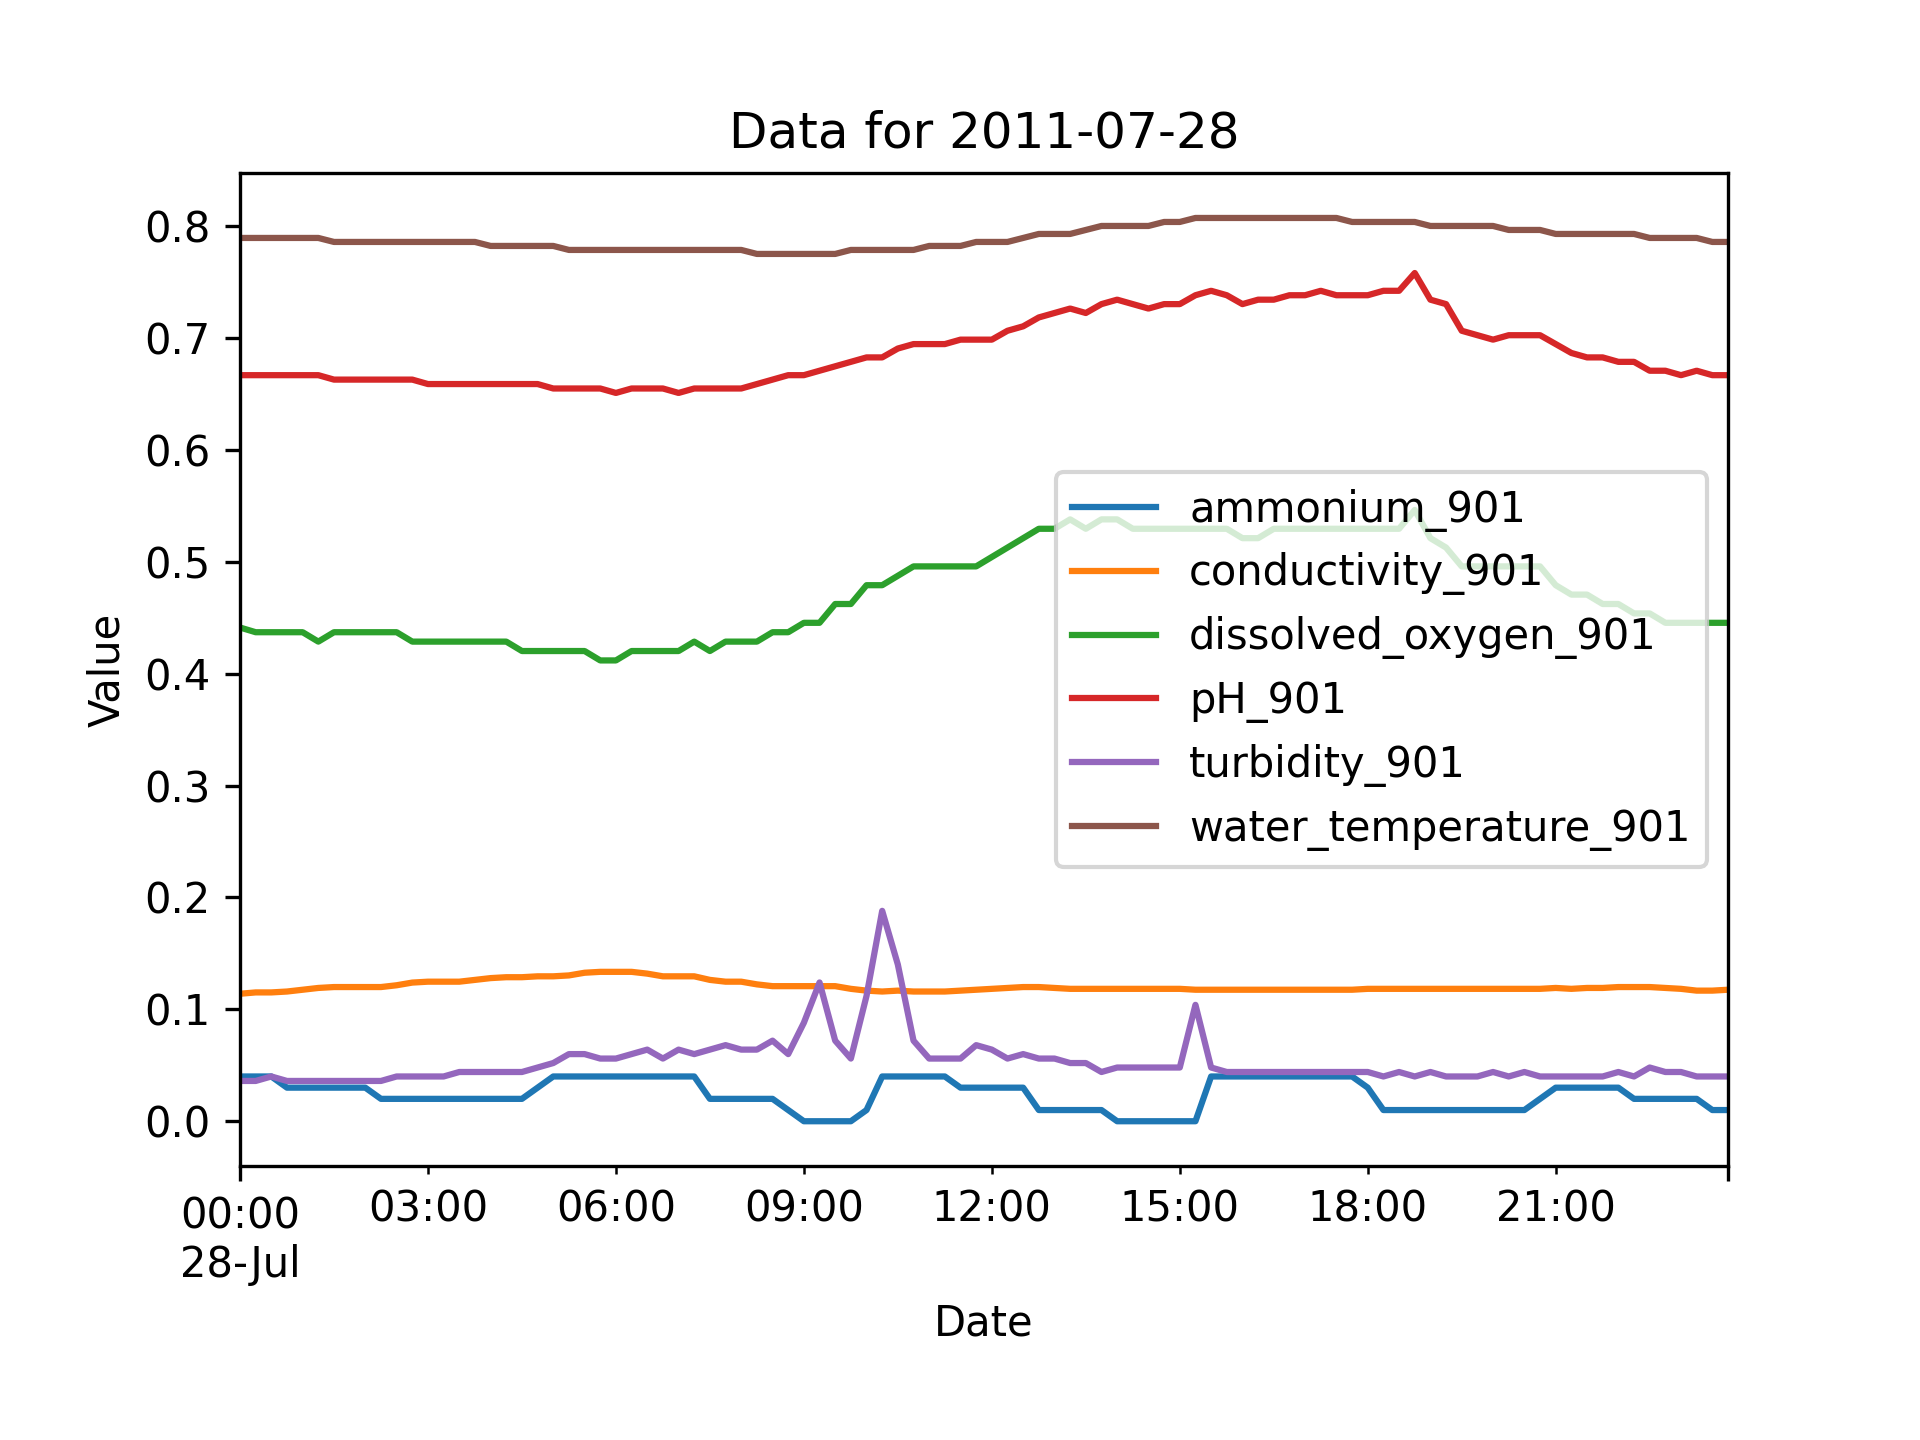 Data for 2011-07-28
Value
0.8
0.7
0.6
0.5
0.4
0.3
0.2
0.1
0.0
ammonium_901
conductivity_901
dissolved_oxygen_901
pH_901
turbidity_901
water_temperature_901
00:00 03:00 06:00 09:00 12:00 15:00 18:00 21:00
28-Jul
Date